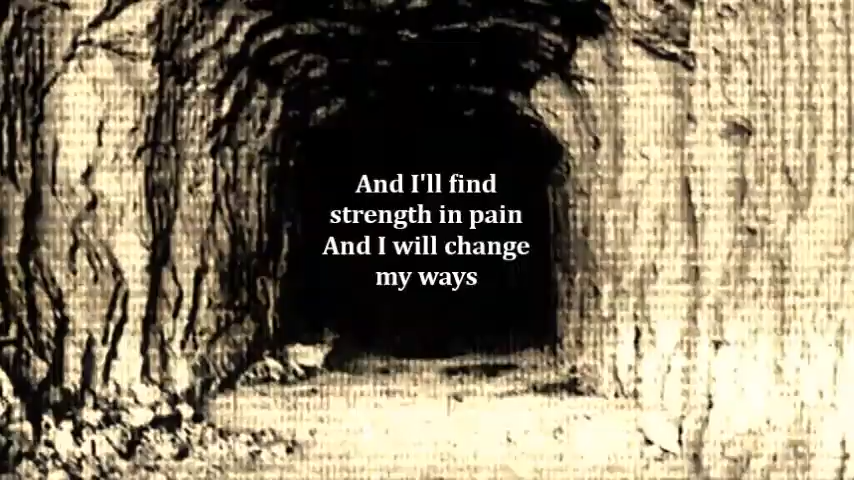 And I'll find
strength in pain
And I will change
my ways